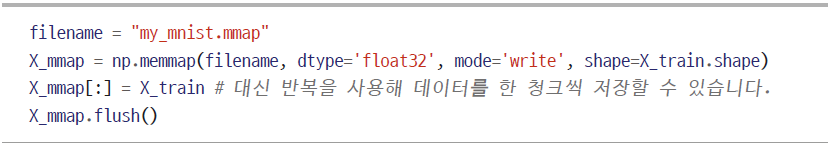 filename = "my_mnist.mmap"
X_mmap = np.memmap(filename, dtype='float32', mode='write', shape=X_train.shape)
X_mmap[:] = X_train # 대신 반복을 사용해 데이터를 한 청크씩 저장할 수 있습니다.
X_mmap.flush()